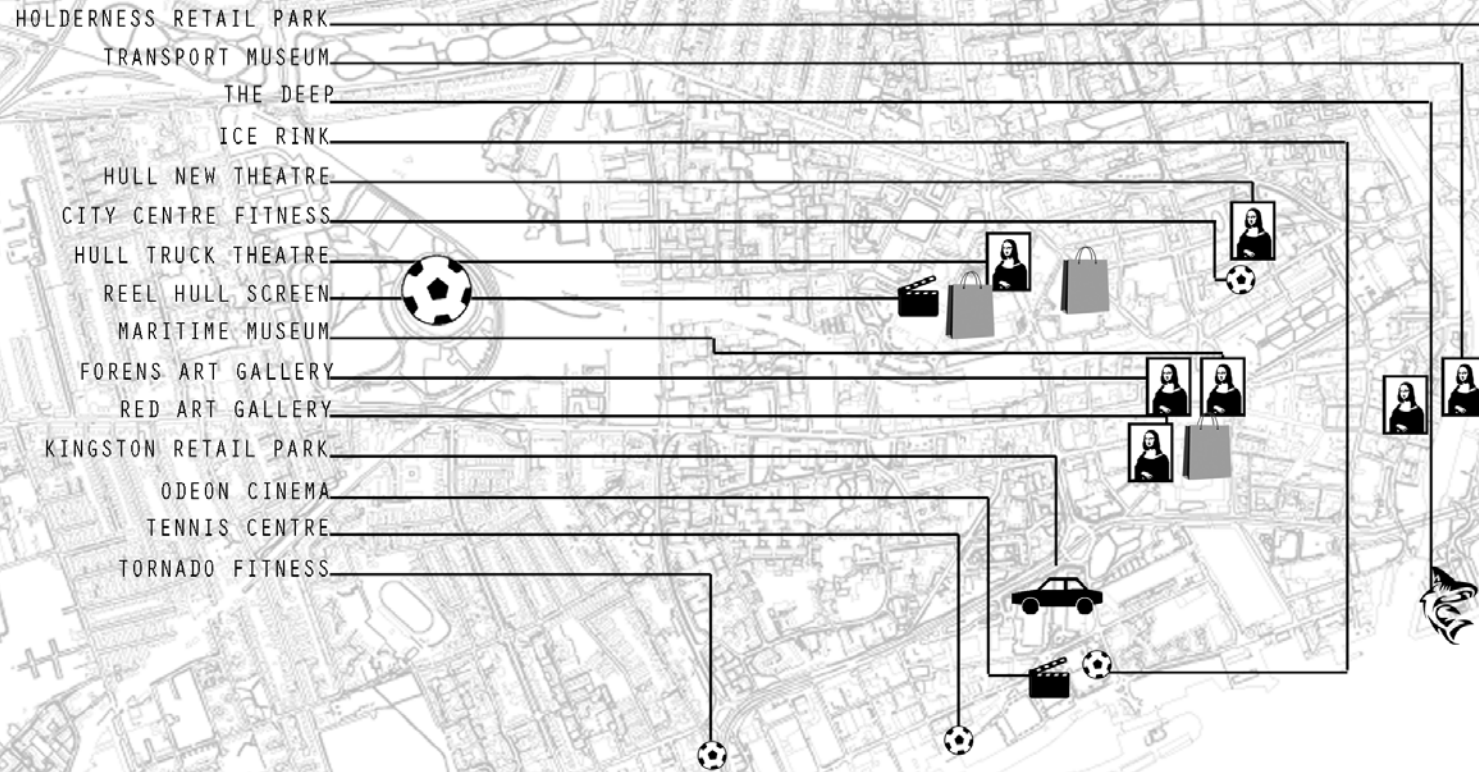 HOLDERNESS RETAIL PARK
TRANSPORT MUSEUM
THE DEEP
ICE RINK
HULL NEW THEATRE
CITY CENTRE FITNESS
HULL TRUCK THEATRE
REEL HULL SCREEN
MARITIME MUSEUM
FORENS ART GALLERY
RED ART GALLERY
KINGSTON RETAIL PARK
ODEON CINEMA
TENNIS CENTRE
TORNADO FITNESS